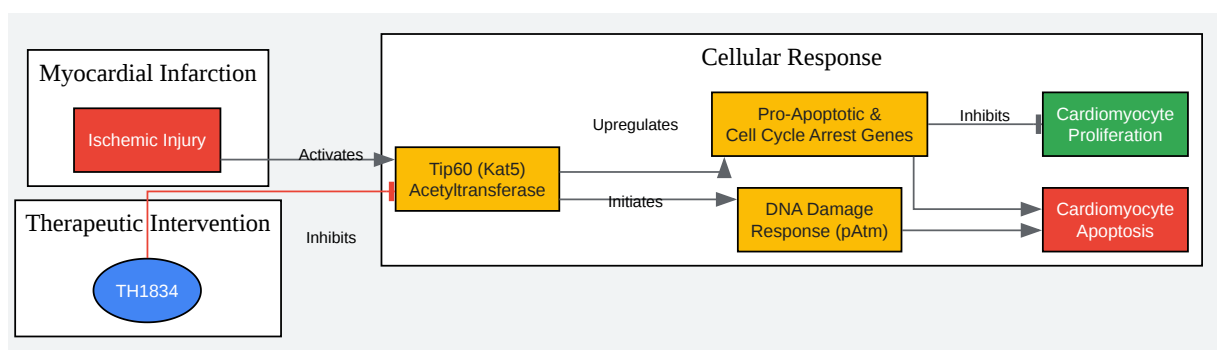 Myocardial Infarction
Ischemic Injury
Activates
Therapeutic Intervention
TH1834
Inhibits
Cellular Response
Tip60 (Kat5)
Acetyltransferase
Upregulates
Initiates
Pro-Apoptotic &
Cell Cycle Arrest Genes
DNA Damage
Response (pAtm)
Inhibits
Cardiomyocyte
Proliferation
Cardiomyocyte
Apoptosis